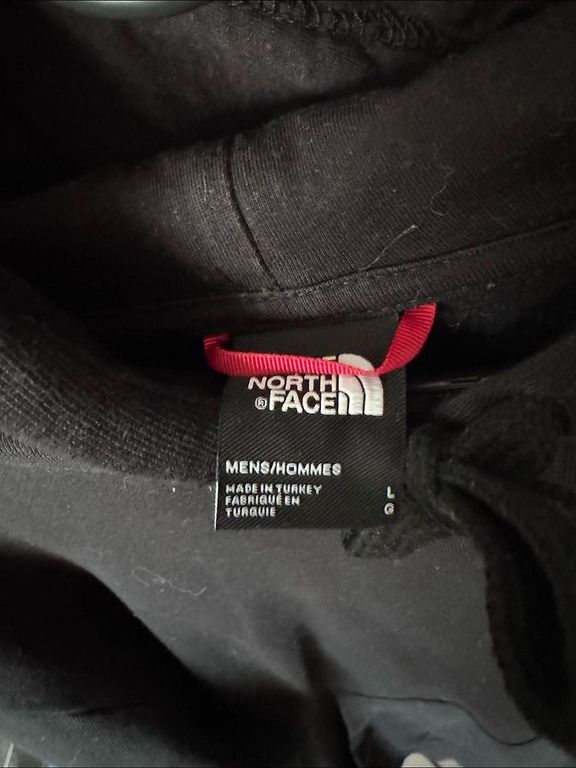 NORTH
®FACE
MENS/HOMMES
MADE IN TURKEY
FABRIQUÉ EN
TURQUIE
L
G